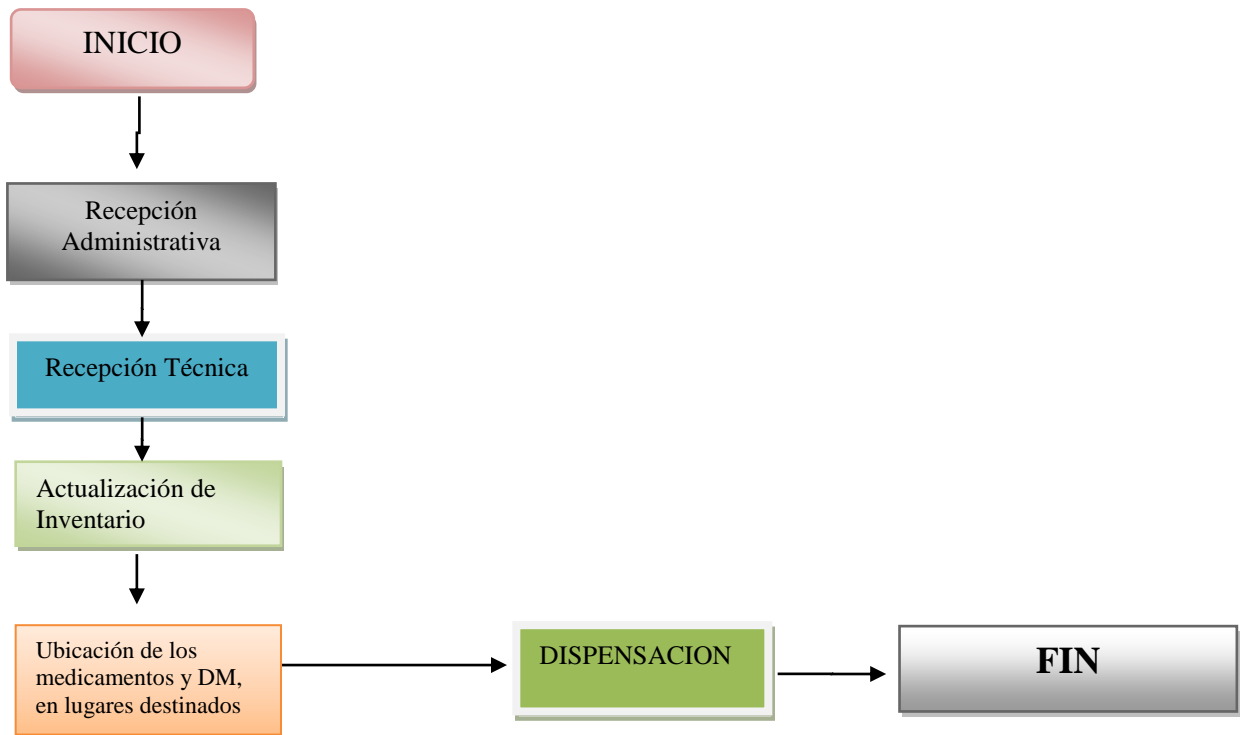 INICIO
Recepción
Administrativa
Recepción Técnica
Actualización de
Inventario
Ubicación de los
medicamentos y DM,
en lugares destinados
DISPENSACION
FIN